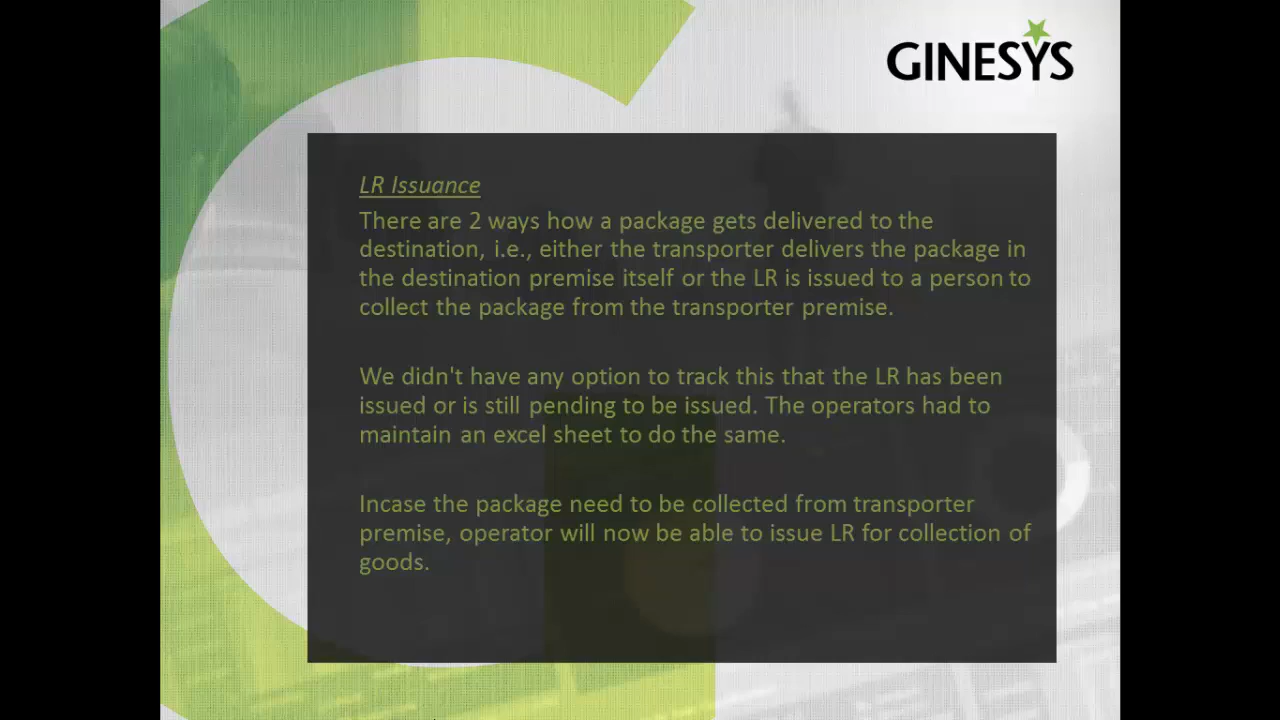 GINESYS
LR Issuance
There are 2 ways how a package gets delivered to the
destination, i.e., either the transporter delivers the package in
the destination premise itself or the LR is issued to a person to
collect the package from the transporter premise.
We didn't have any option to track this that the LR has been
issued or is still pending to be issued. The operators had to
maintain an excel sheet to do the same.
Incase the package need to be collected from transporter
premise, operator will now be able to issue LR for collection of
goods.